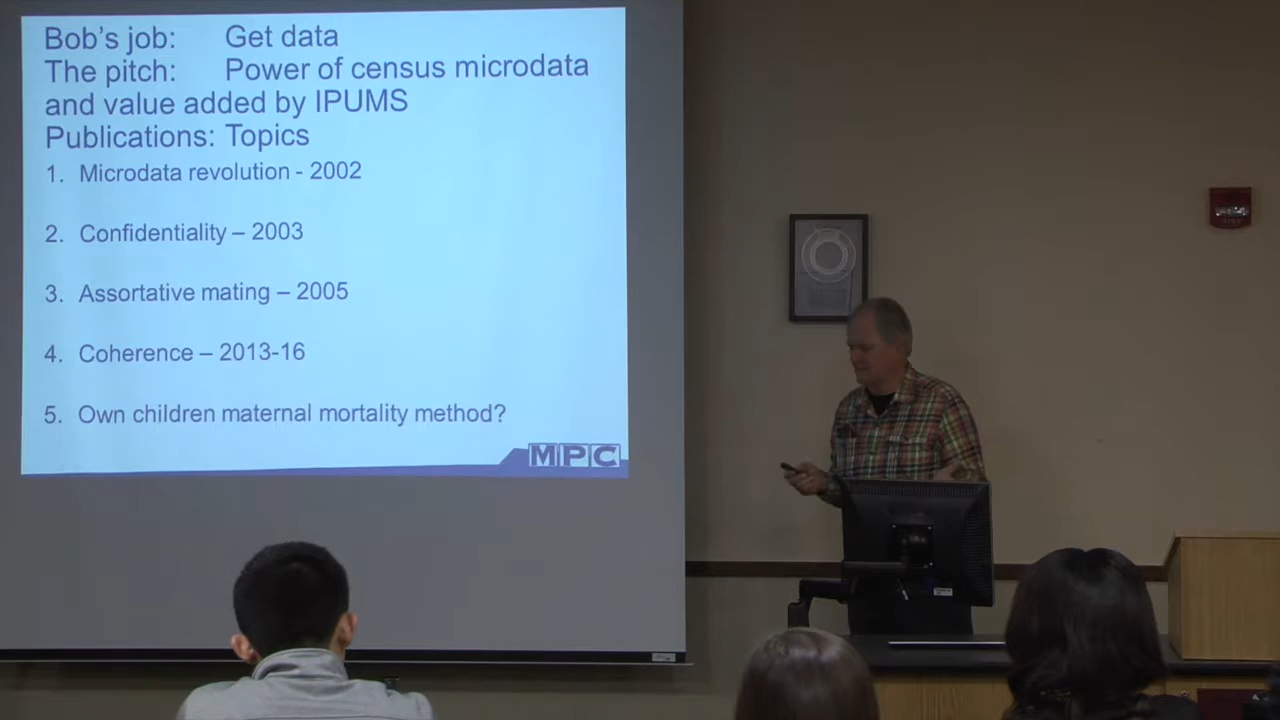 Bob's job: Get data
The pitch: Power of census microdata
and value added by IPUMS
Publications: Topics
1. Microdata revolution - 2002
2. Confidentiality – 2003
3. Assortative mating – 2005
4. Coherence – 2013-16
5. Own children maternal mortality method?
MPC